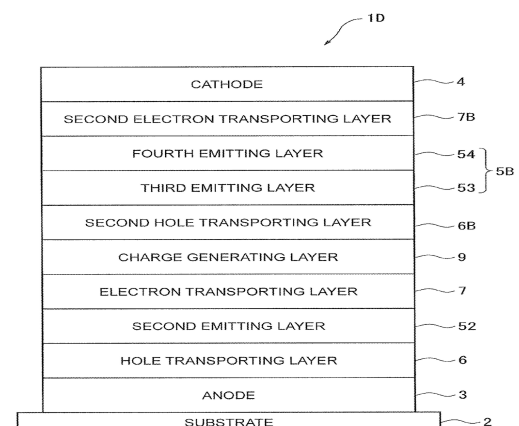 1D
CATHODE 4
SECOND ELECTRON TRANSPORTING LAYER 7B
FOURTH EMITTING LAYER 54
5B
THIRD EMITTING LAYER 53
SECOND HOLE TRANSPORTING LAYER 6B
CHARGE GENERATING LAYER 9
ELECTRON TRANSPORTING LAYER 7
SECOND EMITTING LAYER 52
HOLE TRANSPORTING LAYER 6
ANODE 3
SUBSTRATE 2